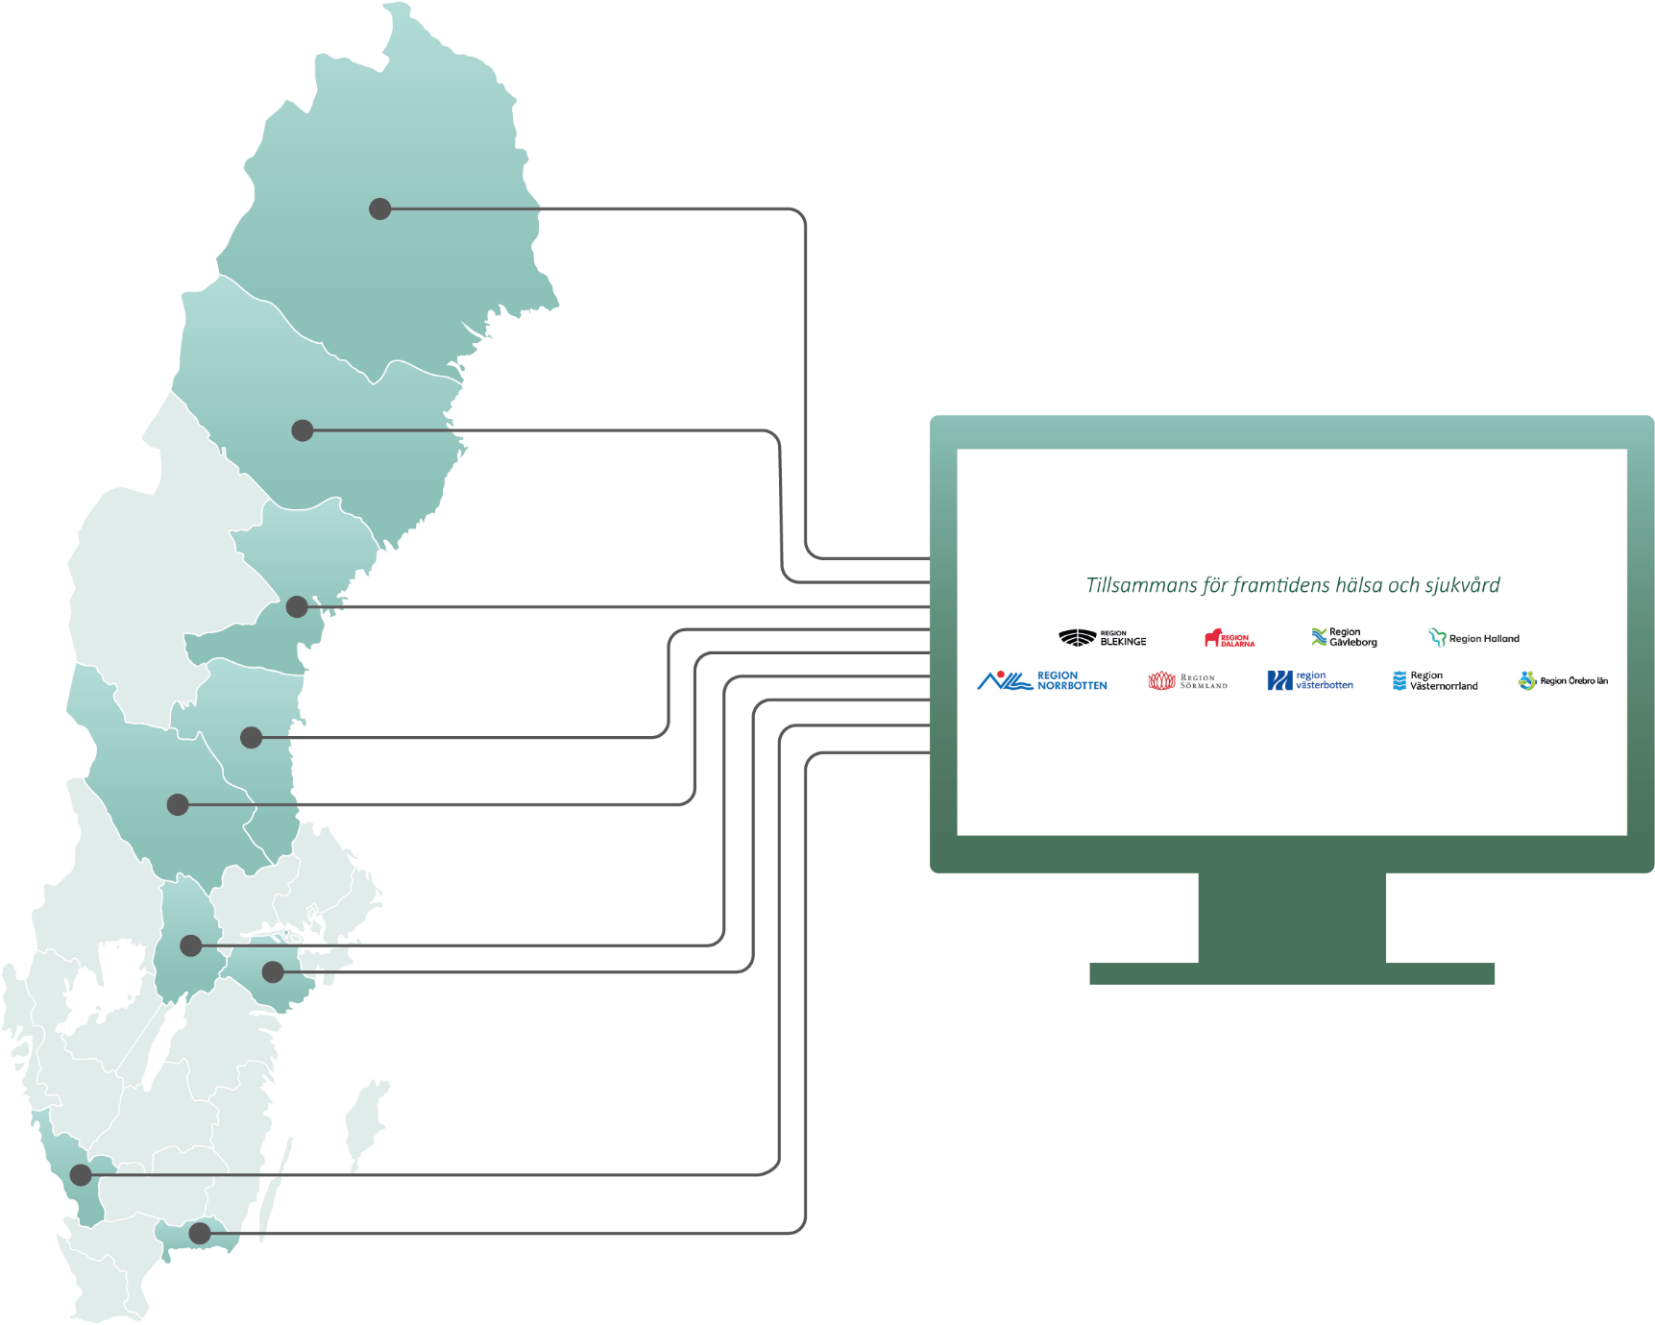 Tillsammans för framtidens hälsa och sjukvård
REGION
BLEKINGE
REGION
DALARNA
Region
Gävleborg
Region Halland
REGION
NORRBOTTEN
REGION
SÖRMLAND
region
västerbotten
Region
Västernorrland
Region Örebro län